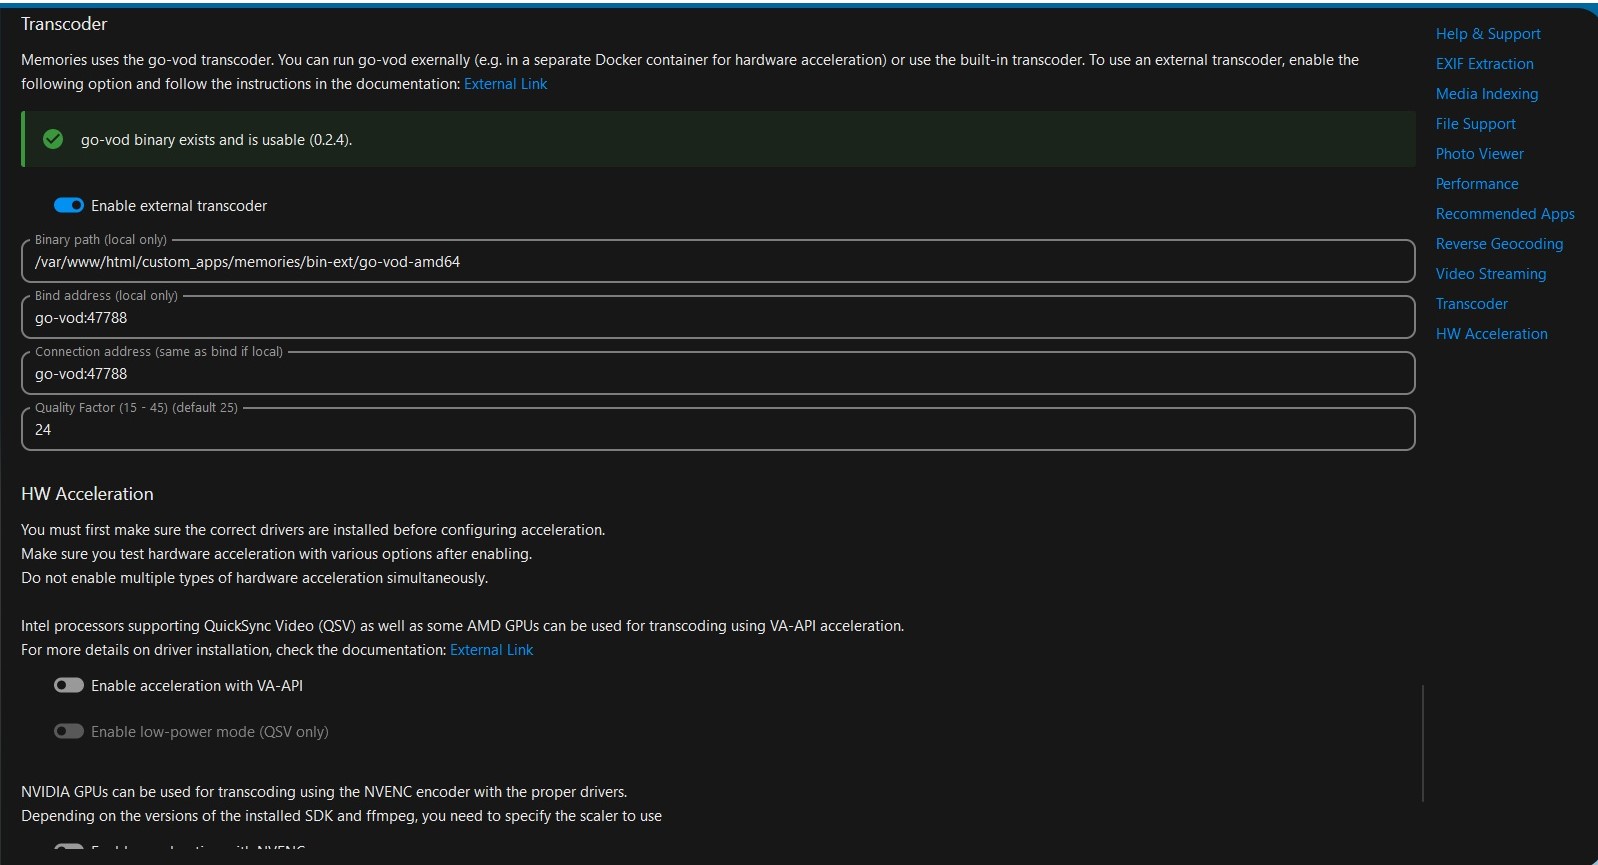 Transcoder
Memories uses the go-vod transcoder. You can run go-vod exernally (e.g. in a separate Docker container for hardware acceleration) or use the built-in transcoder. To use an external transcoder, enable the
following option and follow the instructions in the documentation: External Link
go-vod binary exists and is usable (0.2.4).
Enable external transcoder
Binary path (local only)
/var/www/html/custom_apps/memories/bin-ext/go-vod-amd64
Bind address (local only)
go-vod:47788
Connection address (same as bind if local)
go-vod:47788
Quality Factor (15 - 45) (default 25)
24
HW Acceleration
You must first make sure the correct drivers are installed before configuring acceleration.
Make sure you test hardware acceleration with various options after enabling.
Do not enable multiple types of hardware acceleration simultaneously.
Intel processors supporting QuickSync Video (QSV) as well as some AMD GPUs can be used for transcoding using VA-API acceleration.
For more details on driver installation, check the documentation: External Link
Enable acceleration with VA-API
Enable low-power mode (QSV only)
NVIDIA GPUs can be used for transcoding using the NVENC encoder with the proper drivers.
Depending on the versions of the installed SDK and ffmpeg, you need to specify the scaler to use
Help & Support
EXIF Extraction
Media Indexing
File Support
Photo Viewer
Performance
Recommended Apps
Reverse Geocoding
Video Streaming
Transcoder
HW Acceleration